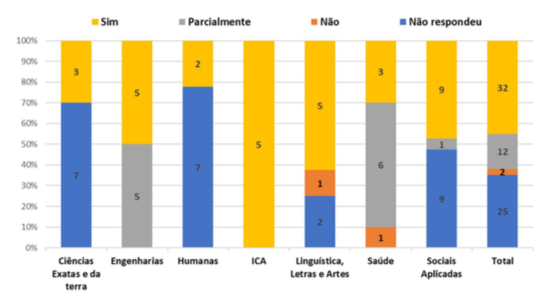 Sim Parcialmente Não Não respondeu
100%
90%
80%
70%
60%
50%
40%
30%
20%
10%
0%
3 5 2 5 5 3 9 32
7 5 7 1 2 6 1 1 9 12 2 25
Ciências Exatas e da terra
Engenharias
Humanas
ICA
Linguística, Letras e Artes
Saúde
Sociais Aplicadas
Total